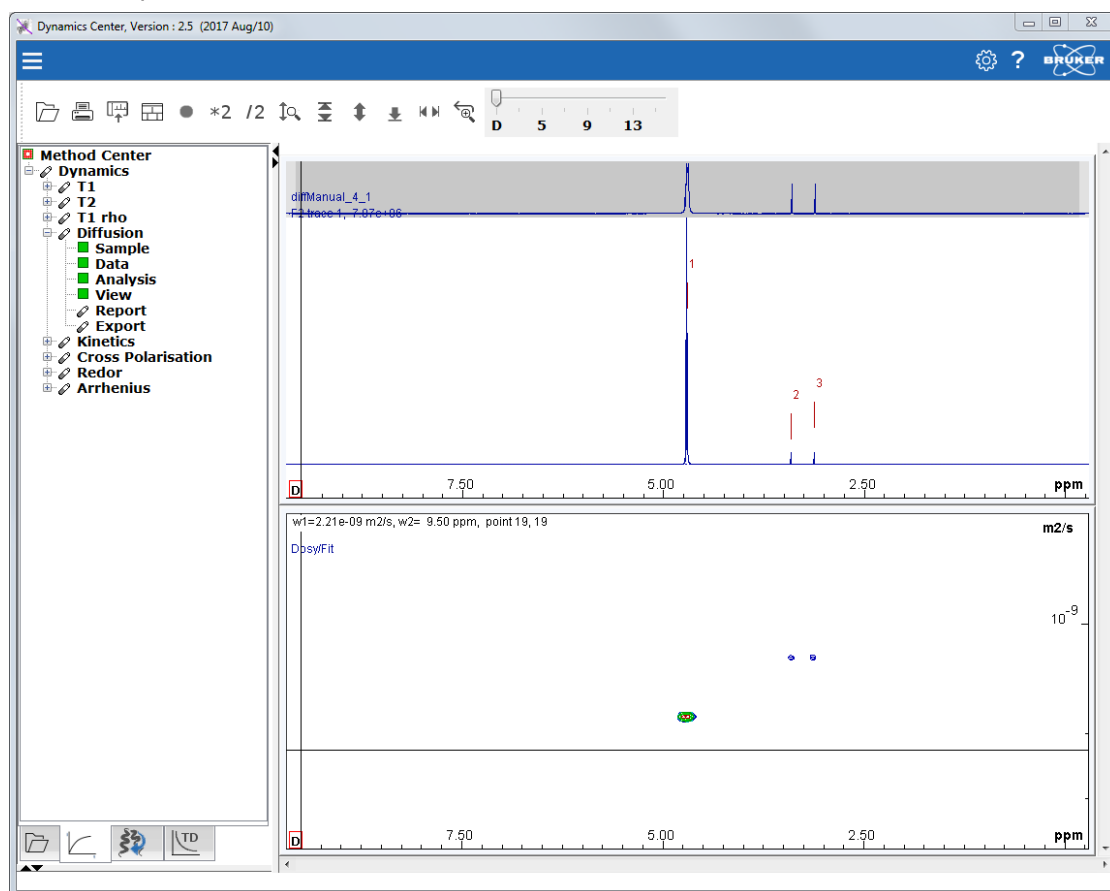 Dynamics Center, Version : 2.5 (2017 Aug/10)
? BRUKER
*2 /2
D 5 9 13
Method Center
Dynamics
T1
T2
T1 rho
Diffusion
Sample
Data
Analysis
View
Report
Export
Kinetics
Cross Polarisation
Redor
Arrhenius
TD
diffManual_4_1
F2 trace 1, 7.07e+06
1
2
3
D 7.50 5.00 2.50 ppm
w1=2.21e-09 m2/s, w2= 9.50 ppm, point 19, 19
m2/s
Dosy/Fit
10-9
D 7.50 5.00 2.50 ppm